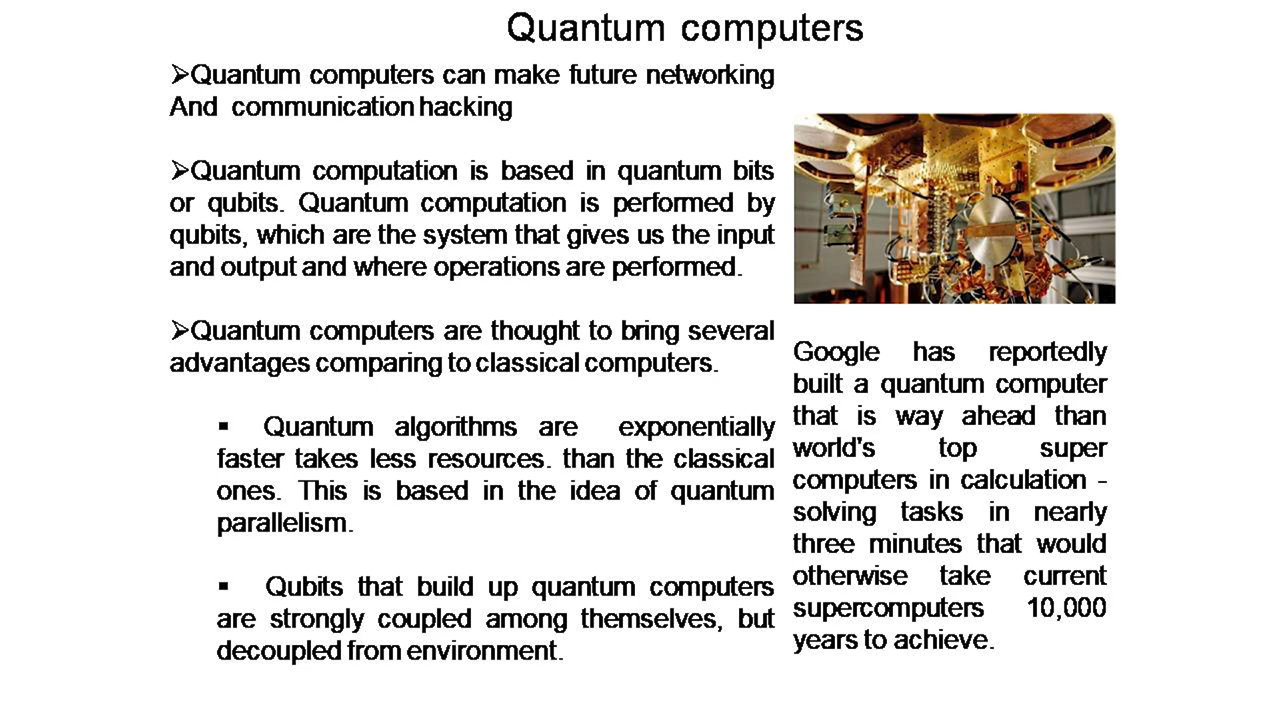 Quantum computers
➢Quantum computers can make future networking
And communication hacking
➢Quantum computation is based in quantum bits
or qubits. Quantum computation is performed by
qubits, which are the system that gives us the input
and output and where operations are performed.
➢Quantum computers are thought to bring several
advantages comparing to classical computers.
▪ Quantum algorithms are exponentially
faster takes less resources. than the classical
ones. This is based in the idea of quantum
parallelism.
▪ Qubits that build up quantum computers
are strongly coupled among themselves, but
decoupled from environment.
Google has reportedly
built a quantum computer
that is way ahead than
world's top super
computers in calculation -
solving tasks in nearly
three minutes that would
otherwise take current
supercomputers 10,000
years to achieve.